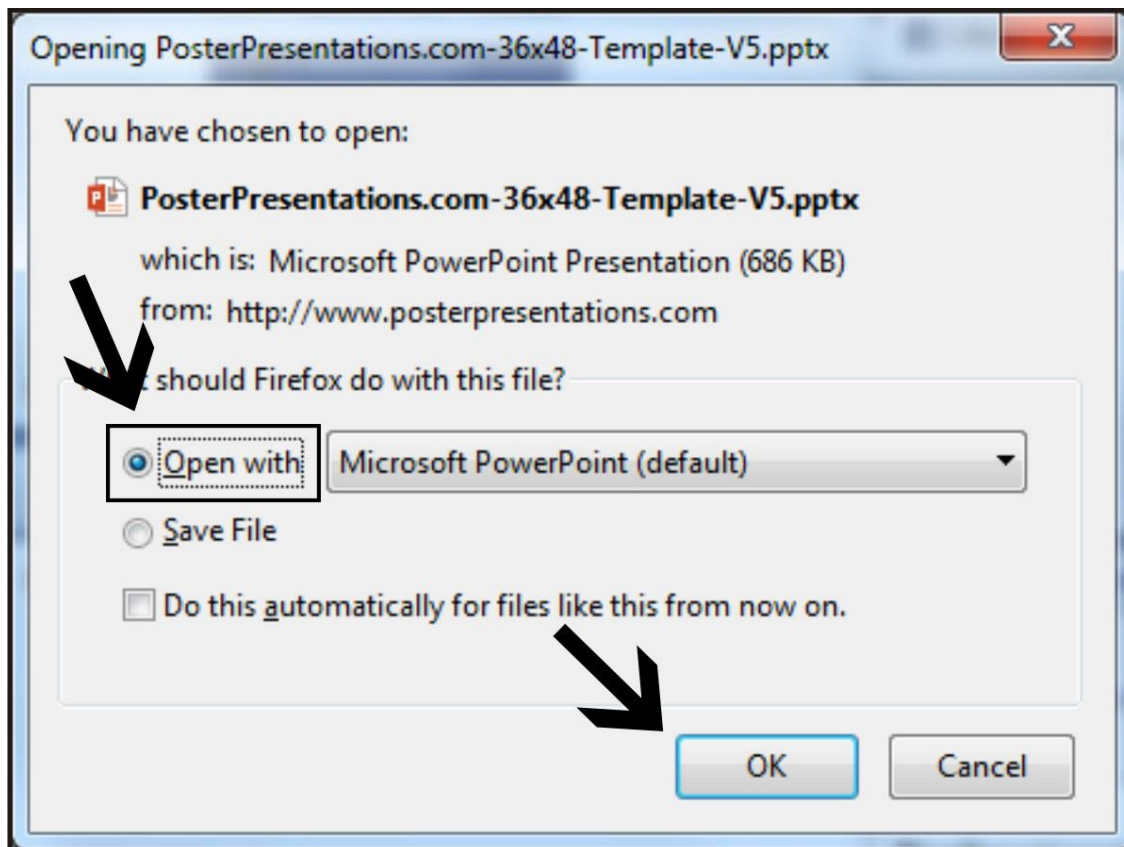 Opening PosterPresentations.com-36x48-Template-V5.pptx
You have chosen to open:
PosterPresentations.com-36x48-Template-V5.pptx
which is: Microsoft PowerPoint Presentation (686 KB)
from: http://www.posterpresentations.com
should Firefox do with this file?
Open with Microsoft PowerPoint (default)
Save File
Do this automatically for files like this from now on.
OK Cancel